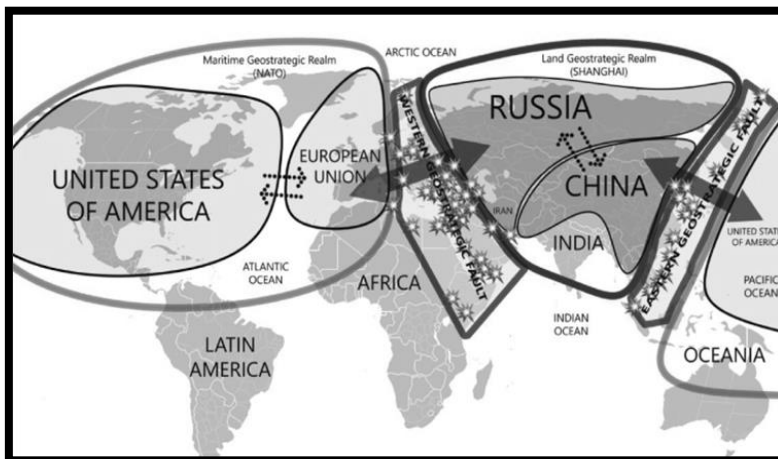 Maritime Geostrategic Realm
(NATO)
ARCTIC OCEAN
Land Geostrategic Realm
(SHANGHAI)
UNITED STATES
OF AMERICA
EUROPEAN
UNION
WESTERN GEOSTRATEGIC FAULT
RUSSIA
CHINA
INDIA
IRAN
EASTERN GEOSTRATEGIC FAULT
UNITED STATES
OF AMERICA
ATLANTIC
OCEAN
AFRICA
PACIFIC
OCEAN
INDIAN
OCEAN
LATIN
AMERICA
OCEANIA